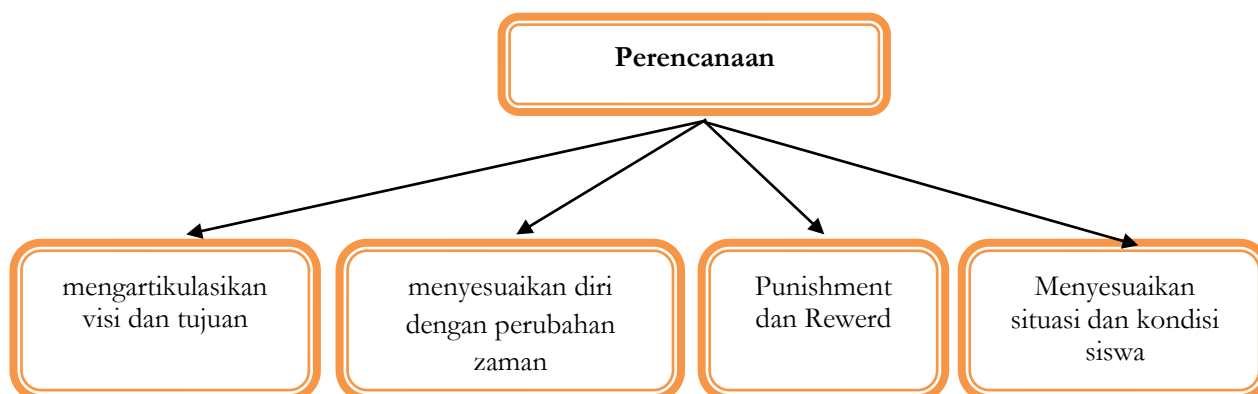 Perencanaan
mengartikulasikan
visi dan tujuan
menyesuaikan diri
dengan perubahan
zaman
Punishment
dan Rewerd
Menyesuaikan
situasi dan kondisi
siswa